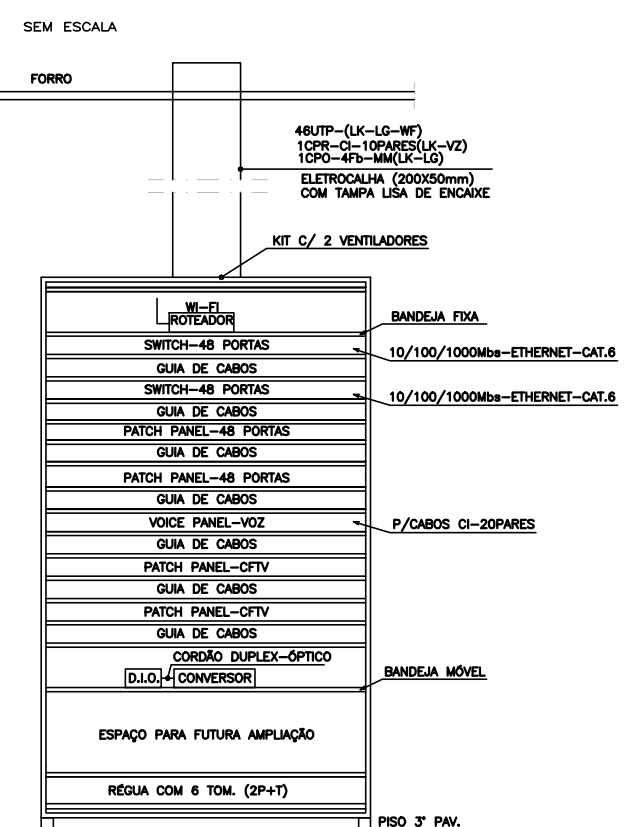 SEM ESCALA
FORRO
46UTP-(LK-LG-WF)
1CPR-CI-10PARES(LK-VZ)
1CPO-4Fb-MM(LK-LG)
ELETROCALHA (200X50mm)
COM TAMPA LISA DE ENCAIXE
KIT C/ 2 VENTILADORES
WI-FI
ROTEADOR
BANDEJA FIXA
SWITCH-48 PORTAS
10/100/1000Mbs-ETHERNET-CAT.6
GUIA DE CABOS
SWITCH-48 PORTAS
10/100/1000Mbs-ETHERNET-CAT.6
GUIA DE CABOS
PATCH PANEL-48 PORTAS
GUIA DE CABOS
PATCH PANEL-48 PORTAS
GUIA DE CABOS
VOICE PANEL-VOZ
P/CABOS CI-20PARES
GUIA DE CABOS
PATCH PANEL-CFTV
GUIA DE CABOS
PATCH PANEL-CFTV
GUIA DE CABOS
CORDÃO DUPLEX-ÓPTICO
D.I.O. CONVERSOR
BANDEJA MÓVEL
ESPAÇO PARA FUTURA AMPLIAÇÃO
RÉGUA COM 6 TOM. (2P+T)
PISO 3° PAV.